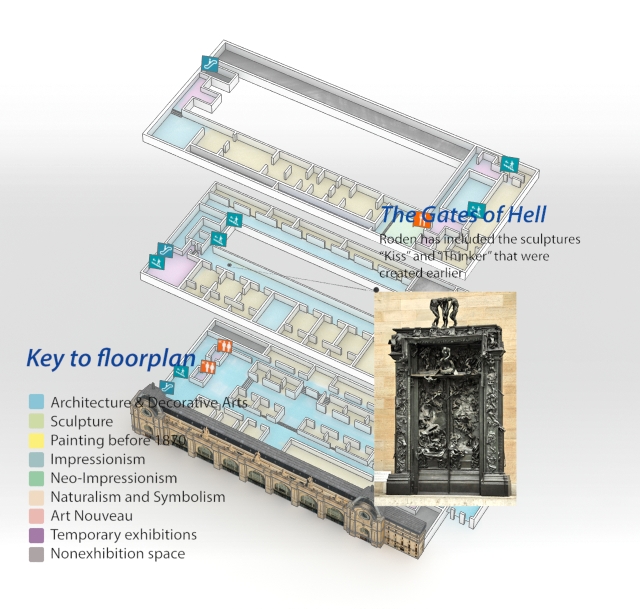 The Gates of Hell
Roden has included the sculptures
"Kiss" and "Thinker" that were
created earlier
Key to floorplan
Architecture & Decorative Arts
Sculpture
Painting before 1870
Impressionism
Neo-Impressionism
Naturalism and Symbolism
Art Nouveau
Temporary exhibitions
Nonexhibition space